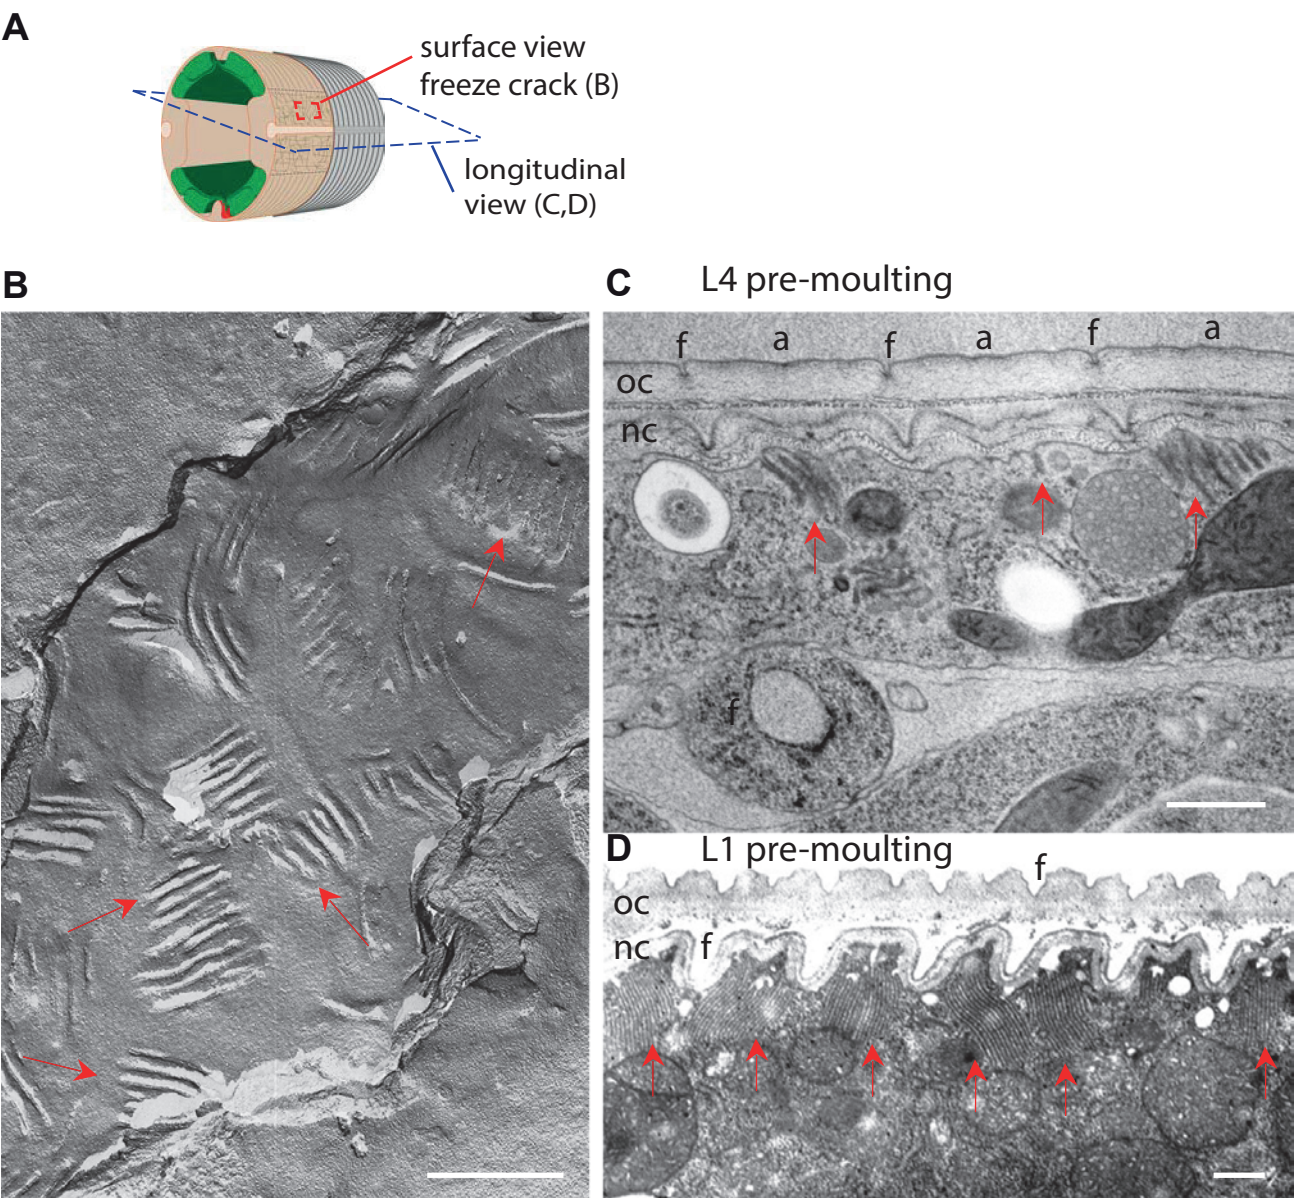 A
surface view
freeze crack (B)
longitudinal
view (C,D)
B
C L4 pre-moulting
f a f a f a
oc
nc
f
D L1 pre-moulting
f
oc
nc f